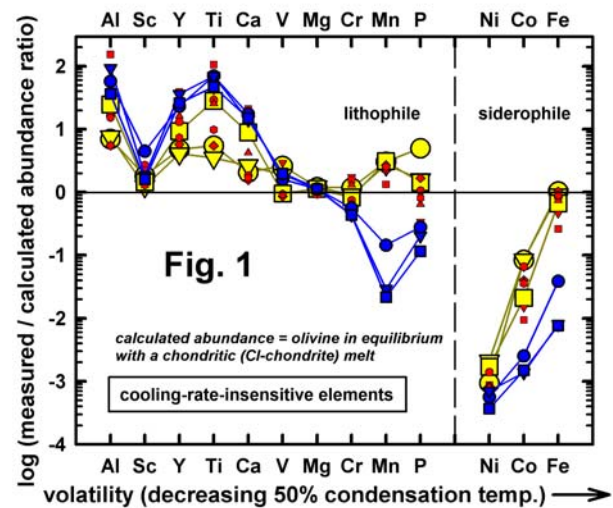 Al Sc Y Ti Ca V Mg Cr Mn P Ni Co Fe
log (measured / calculated abundance ratio)
2
1
0
-1
-2
-3
-4
lithophile
siderophile
Fig. 1
calculated abundance = olivine in equilibrium
with a chondritic (CI-chondrite) melt
cooling-rate-insensitive elements
Al Sc Y Ti Ca V Mg Cr Mn P Ni Co Fe
volatility (decreasing 50% condensation temp.)